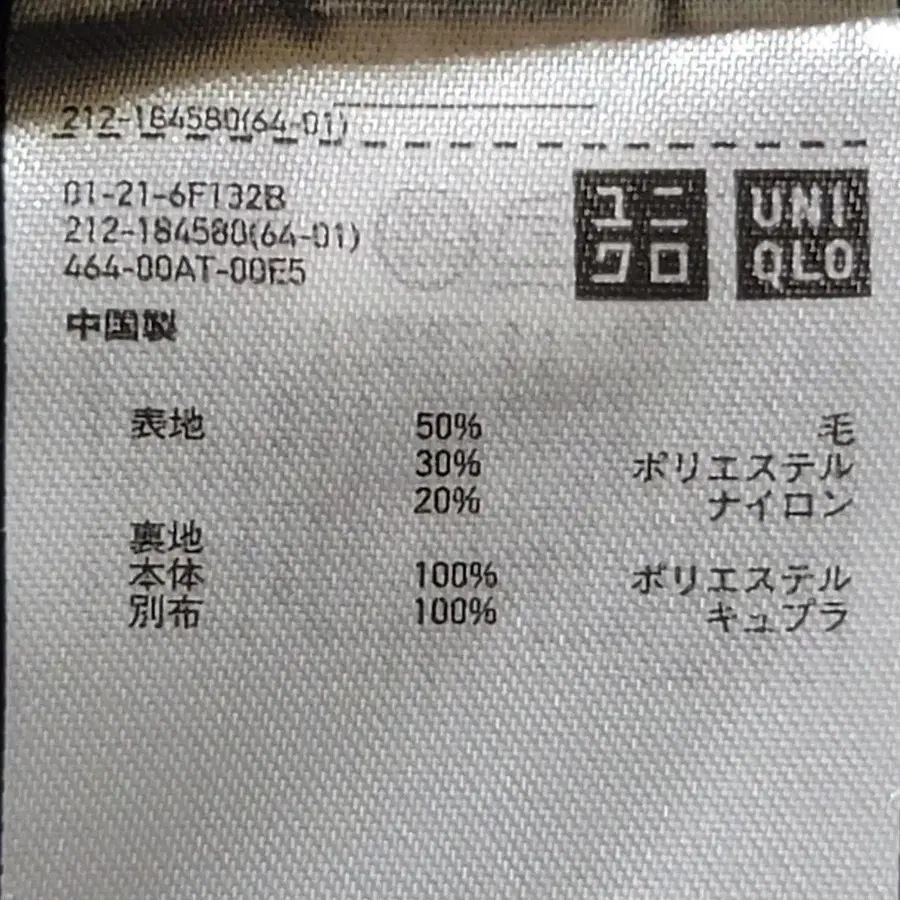 212-184580(64-01)
01-21-6F132B
212-184580(64-01)
464-00AT-00E5
ユニ
クロ
UNI
QLO
中国製
表地 50% 毛
30% ポリエステル
20% ナイロン
裏地
本体 100% ポリエステル
別布 100% キュプラ